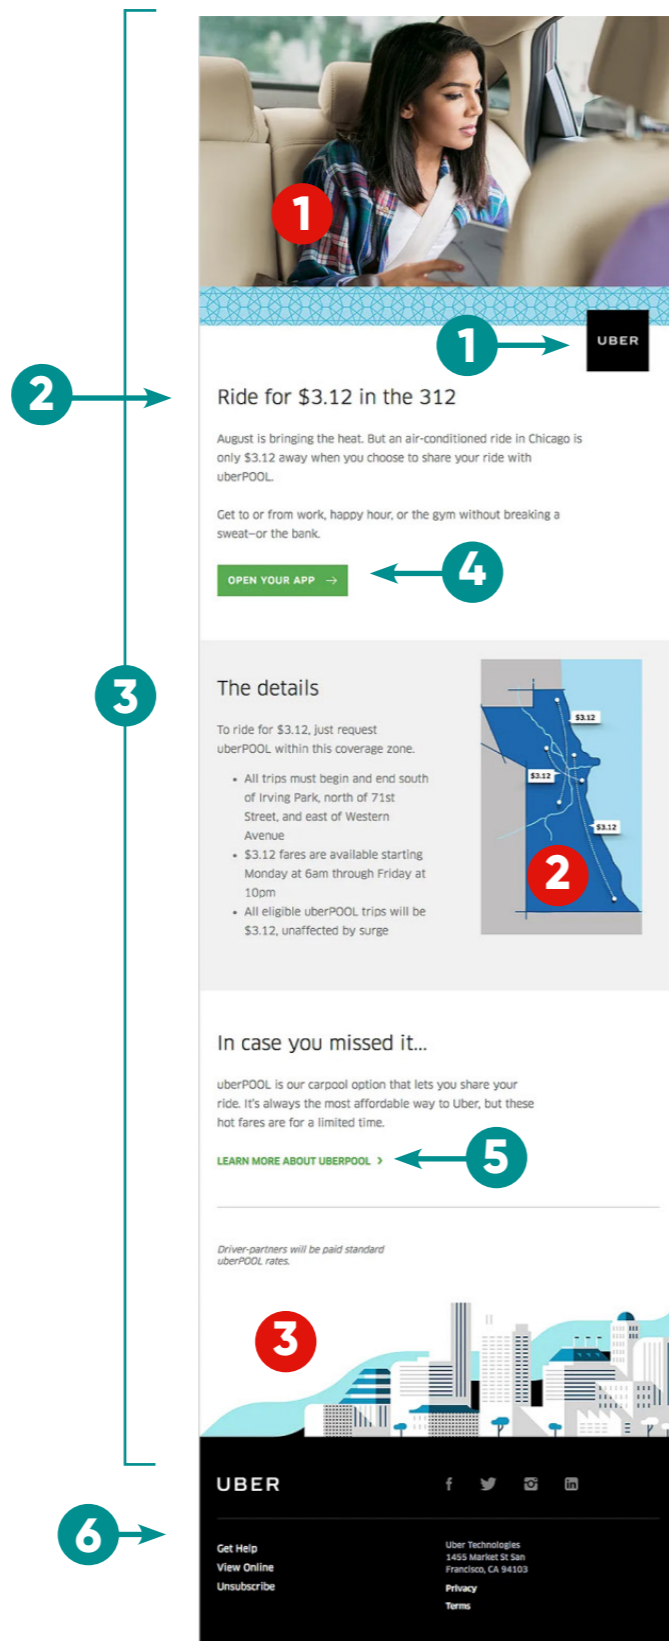 1
1
UBER
2
Ride for $3.12 in the 312
August is bringing the heat. But an air-conditioned ride in Chicago is
only $3.12 away when you choose to share your ride with
uberPOOL.
Get to or from work, happy hour, or the gym without breaking a
sweat–or the bank.
OPEN YOUR APP →
4
3
The details
To ride for $3.12, just request
uberPOOL within this coverage zone.
• All trips must begin and end south
of Irving Park, north of 71st
Street, and east of Western
Avenue
• $3.12 fares are available starting
Monday at 6am through Friday at
10pm
• All eligible uberPOOL trips will be
$3.12, unaffected by surge
$3.12
$3.12
$3.12
2
In case you missed it...
uberPOOL is our carpool option that lets you share your
ride. It's always the most affordable way to Uber, but these
hot fares are for a limited time.
LEARN MORE ABOUT UBERPOOL >
5
Driver-partners will be paid standard
uberPOOL rates.
3
UBER
f in
6
Get Help
View Online
Unsubscribe
Uber Technologies
1455 Market St San
Francisco, CA 94103
Privacy
Terms